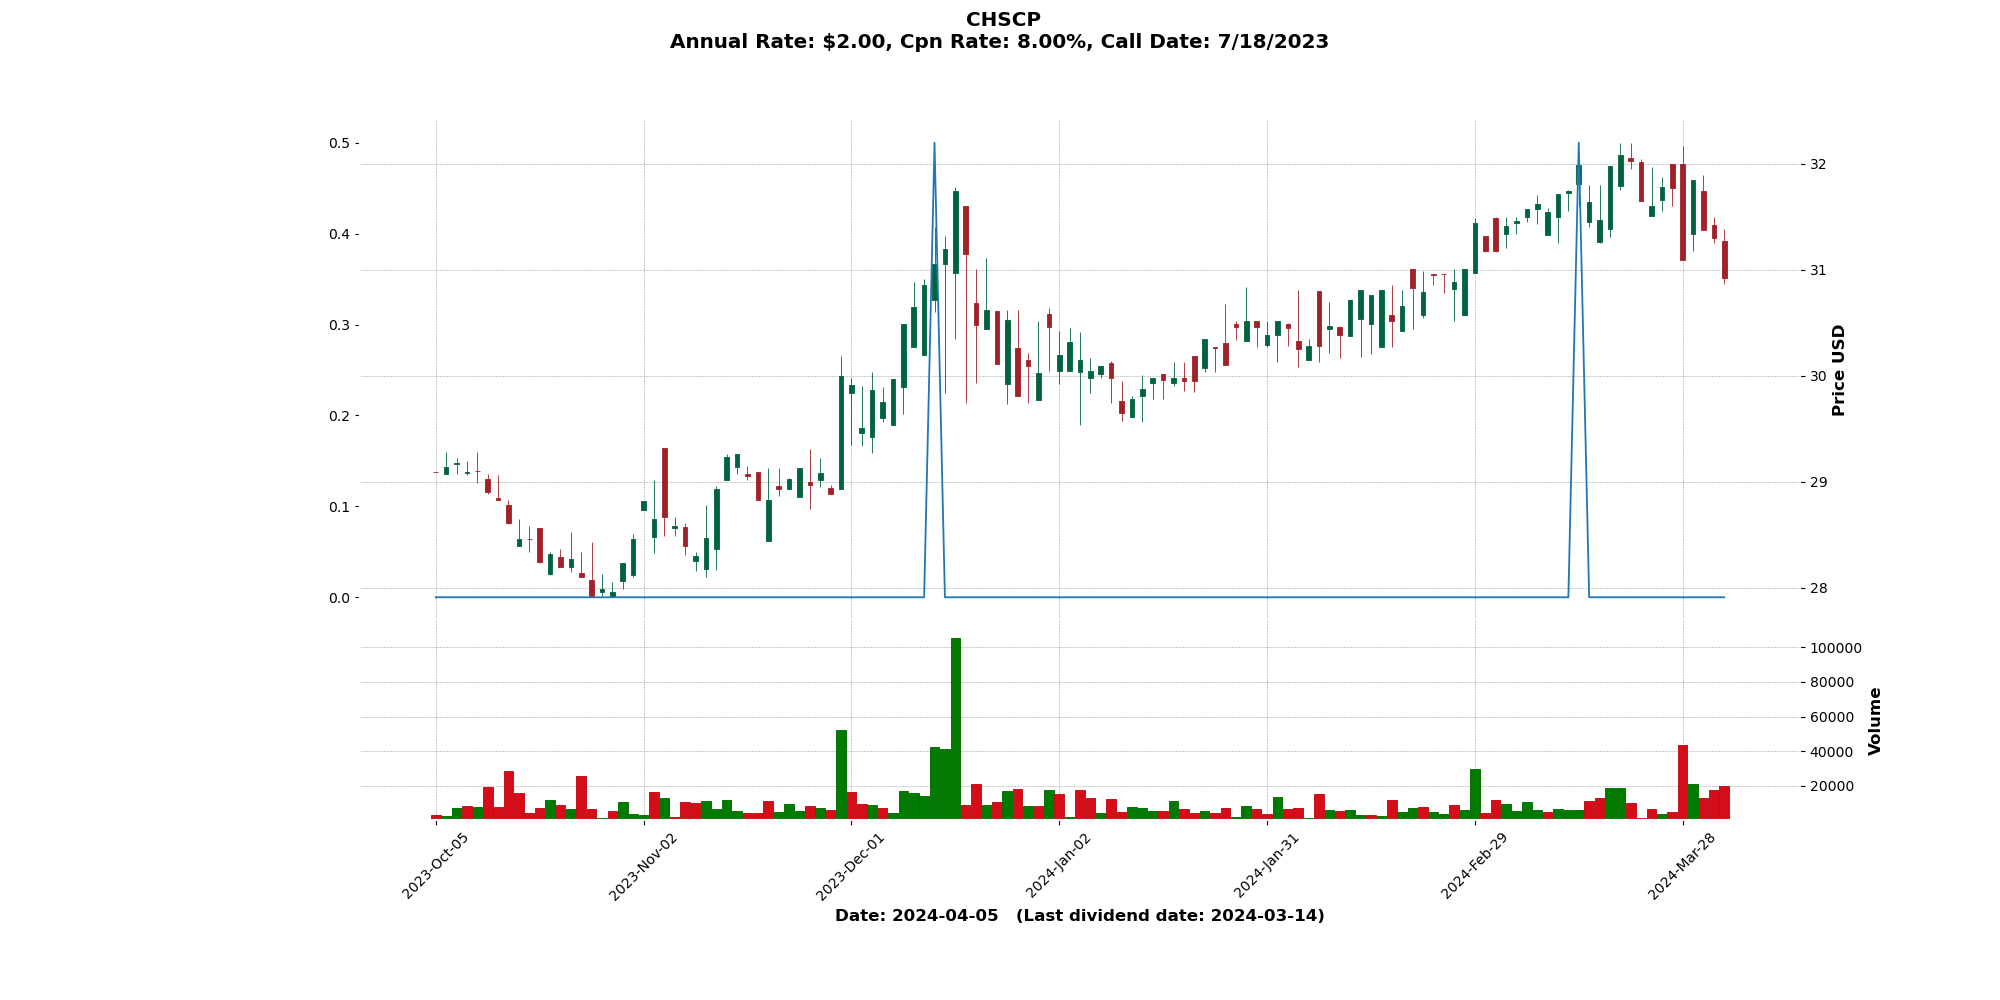 CHSCP
Annual Rate: $2.00, Cpn Rate: 8.00%, Call Date: 7/18/2023
0.5
0.4
0.3
0.2
0.1
0.0
32
31
30
29
28
Price USD
100000
80000
60000
40000
20000
Volume
2023-Oct-05
2023-Nov-02
2023-Dec-01
2024-Jan-02
2024-Jan-31
2024-Feb-29
2024-Mar-28
Date: 2024-04-05   (Last dividend date: 2024-03-14)